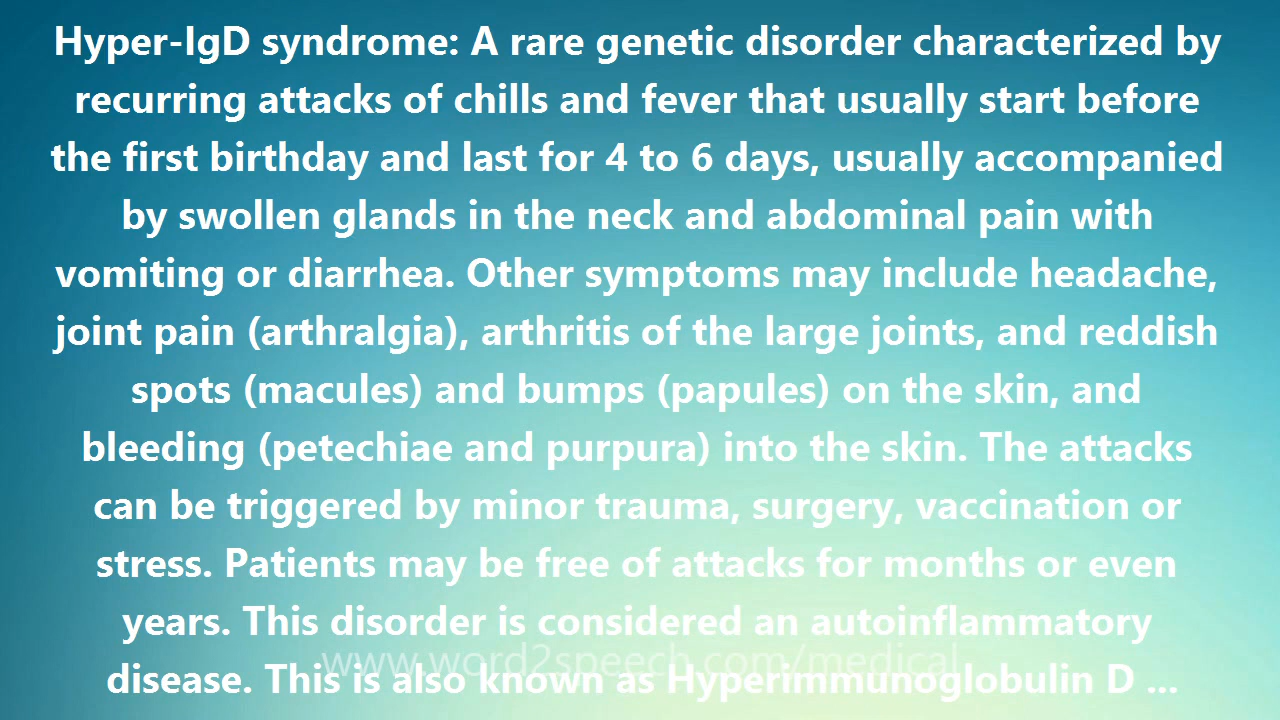 Hyper-IgD syndrome: A rare genetic disorder characterized by
recurring attacks of chills and fever that usually start before
the first birthday and last for 4 to 6 days, usually accompanied
by swollen glands in the neck and abdominal pain with
vomiting or diarrhea. Other symptoms may include headache,
joint pain (arthralgia), arthritis of the large joints, and reddish
spots (macules) and bumps (papules) on the skin, and
bleeding (petechiae and purpura) into the skin. The attacks
can be triggered by minor trauma, surgery, vaccination or
stress. Patients may be free of attacks for months or even
years. This disorder is considered an autoinflammatory
www.word2speech.com/medical
disease. This is also known as Hyperimmunoglobulin D ...